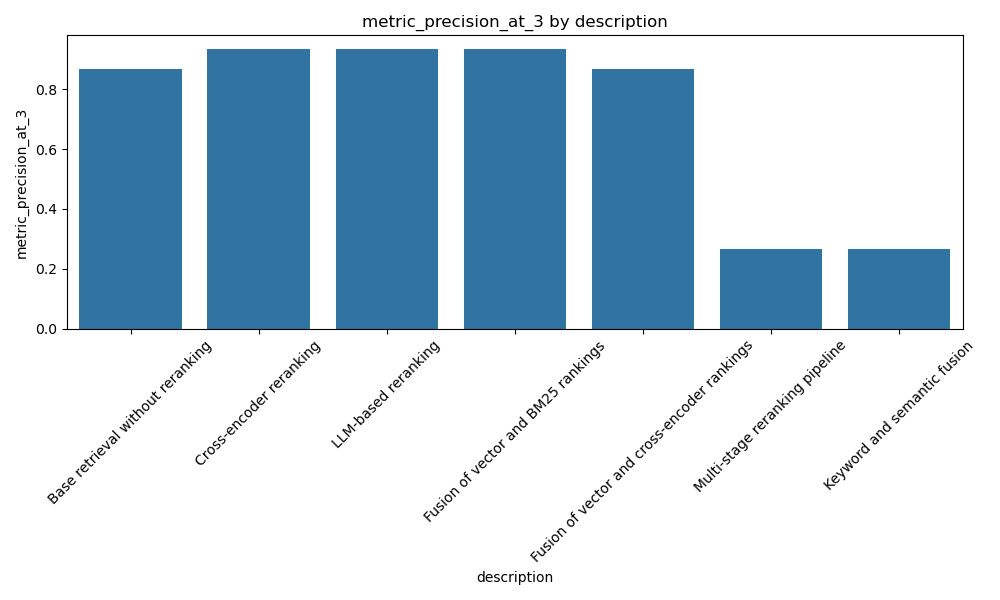 metric_precision_at_3 by description
metric_precision_at_3
0.8
0.6
0.4
0.2
0.0
Base retrieval without reranking
Cross-encoder reranking
LLM-based reranking
Fusion of vector and BM25 rankings
Fusion of vector and cross-encoder rankings
Multi-stage reranking pipeline
Keyword and semantic fusion
description